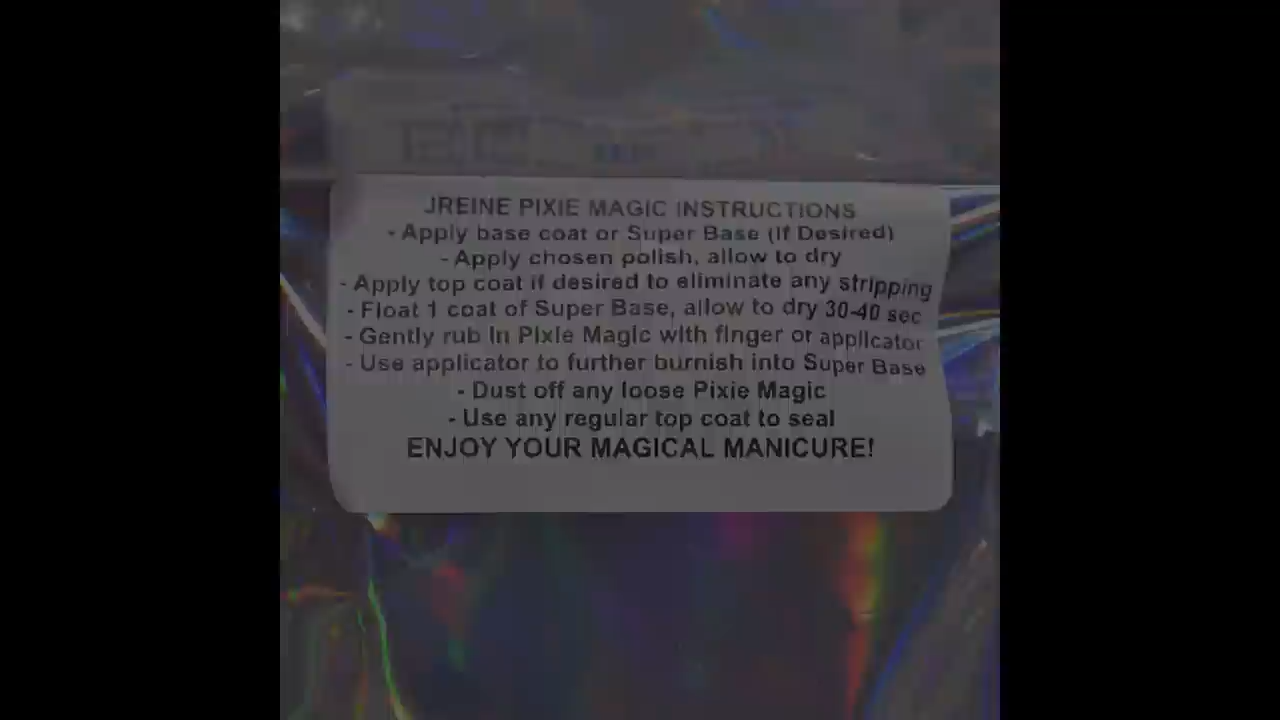 JREINE PIXIE MAGIC INSTRUCTIONS
- Apply base coat or Super Base (If Desired)
- Apply chosen polish, allow to dry
- Apply top coat if desired to eliminate any stripping
- Float 1 coat of Super Base, allow to dry 30-40 sec
- Gently rub in Pixie Magic with finger or applicator
- Use applicator to further burnish into Super Base
- Dust off any loose Pixie Magic
- Use any regular top coat to seal
ENJOY YOUR MAGICAL MANICURE!